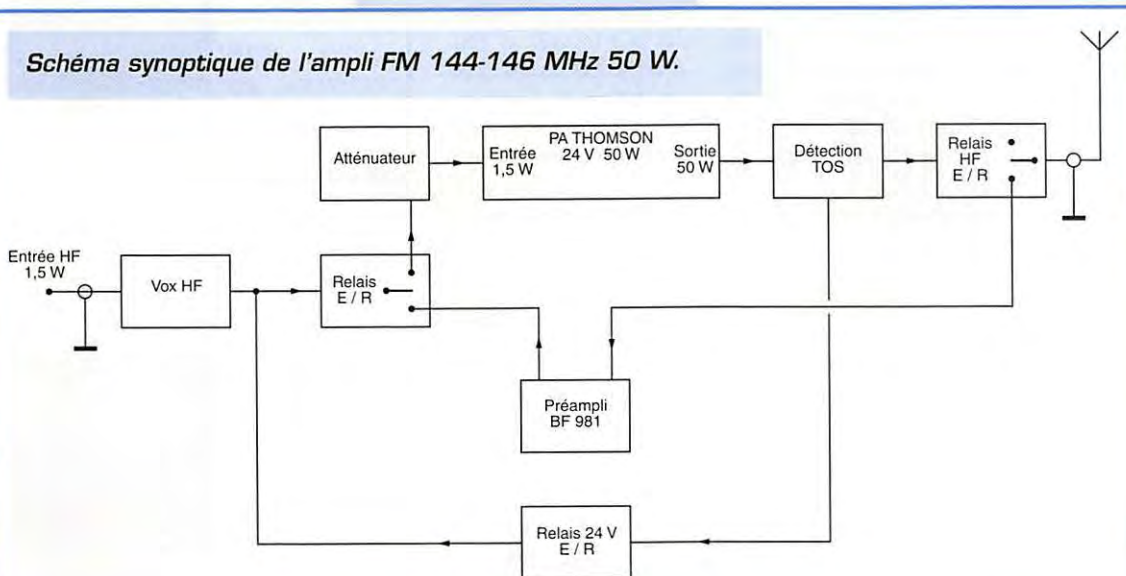 Schéma synoptique de l'ampli FM 144-146 MHz 50 W.
Atténuateur
PA THOMSON
24 V 50 W
Entrée
1,5 W
Sortie
50 W
Détection
TOS
Relais
HF
E / R
Entrée HF
1,5 W
Vox HF
Relais
E / R
Préampli
BF 981
Relais 24 V
E / R